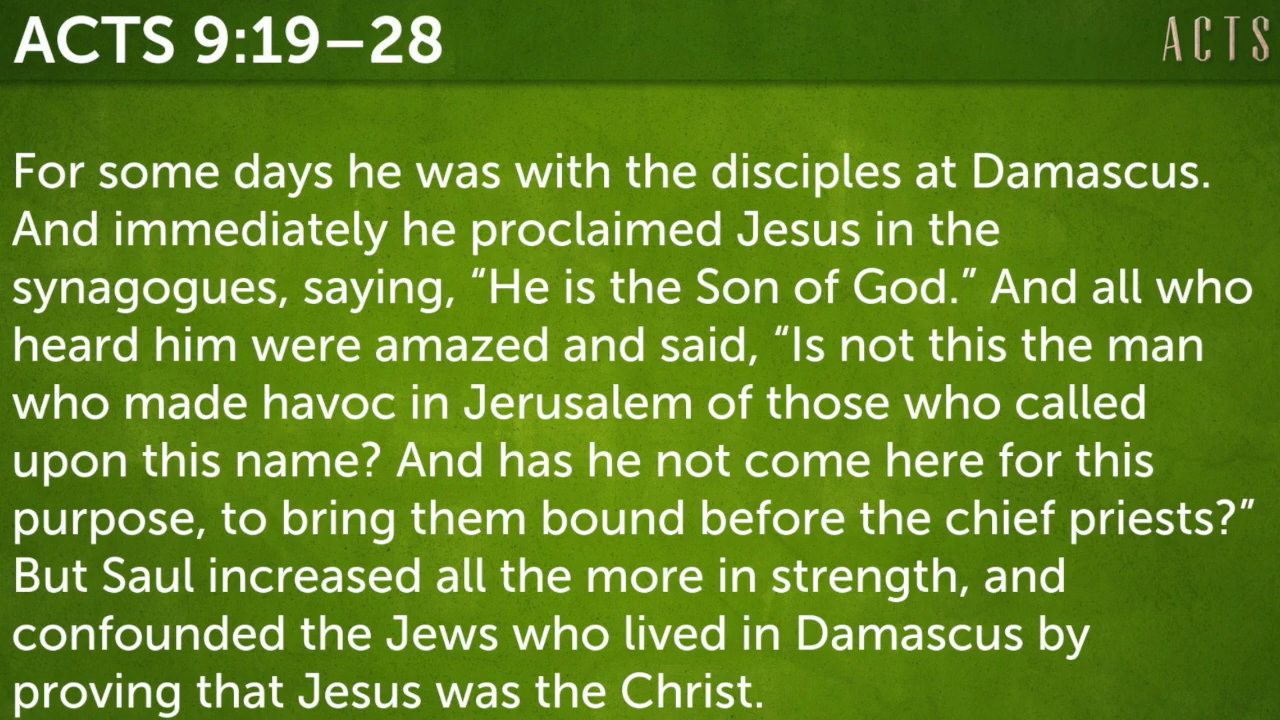 ACTS 9:19–28
ACTS
For some days he was with the disciples at Damascus.
And immediately he proclaimed Jesus in the
synagogues, saying, “He is the Son of God.” And all who
heard him were amazed and said, “Is not this the man
who made havoc in Jerusalem of those who called
upon this name? And has he not come here for this
purpose, to bring them bound before the chief priests?”
But Saul increased all the more in strength, and
confounded the Jews who lived in Damascus by
proving that Jesus was the Christ.